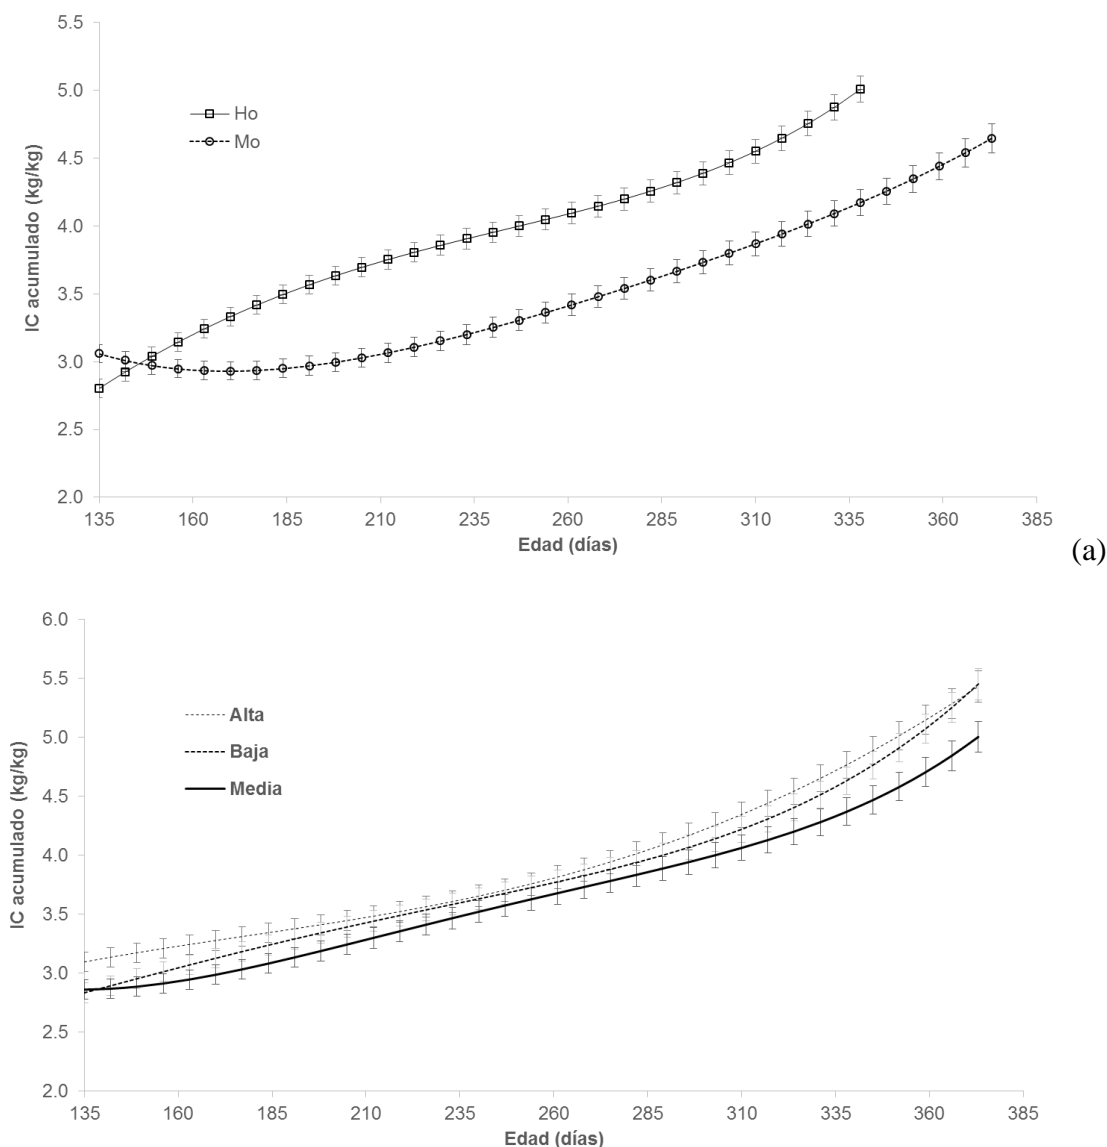 5.5
5.0
4.5
4.0
3.5
3.0
2.5
2.0
IC acumulado (kg/kg)
Ho
Mo
135 160 185 210 235 260 285 310 335 360 385
Edad (días)
(a)
6.0
5.5
5.0
4.5
4.0
3.5
3.0
2.5
2.0
IC acumulado (kg/kg)
Alta
Baja
Media
135 160 185 210 235 260 285 310 335 360 385
Edad (días)